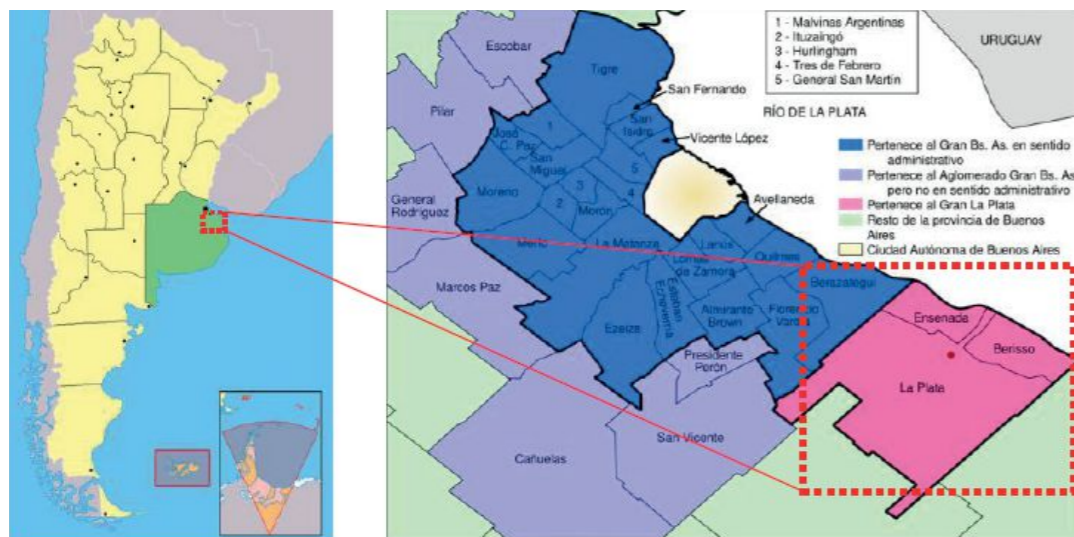 1 - Malvinas Argentinas
2 - Ituzaingó
3 - Hurlingham
4 - Tres de Febrero
5 - General San Martín
URUGUAY
RÍO DE LA PLATA
Pertenece al Gran Bs. As. en sentido
administrativo
Pertenece al Aglomerado Gran Bs. As
pero no en sentido administrativo
Pertenece al Gran La Plata
Resto de la provincia de Buenos
Aires
Ciudad Autónoma de Buenos Aires
Escobar
Tigre
San Fernando
Pilar
José
C. Paz
1
San
Isidro
Vicente López
San
Miguel
5
General
Rodriguez
Moreno
3
4
2
Morón
Avellaneda
Merlo
La Matanza
Lanús
Quilmes
Lomas
de Zamora
Berazategui
Marcos Paz
Esteban
Echeverría
Ezeiza
Almirante
Brown
Florencio
Varela
Ensenada
Berisso
Presidente
Perón
La Plata
San Vicente
Cañuelas